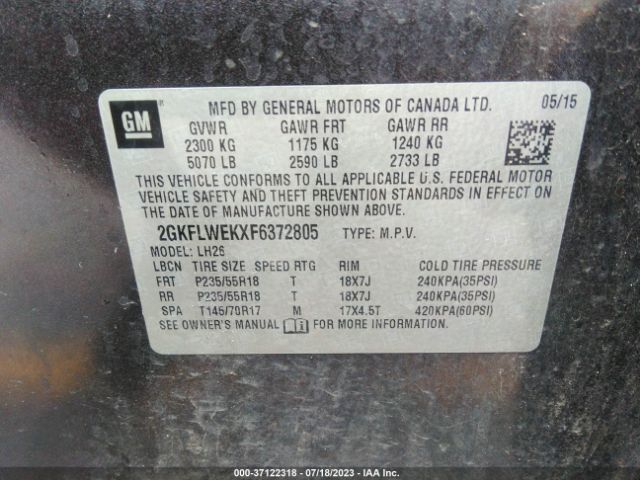 GM
MFD BY GENERAL MOTORS OF CANADA LTD. 05/15
GVWR GAWR FRT GAWR RR
2300 KG 1175 KG 1240 KG
5070 LB 2590 LB 2733 LB
THIS VEHICLE CONFORMS TO ALL APPLICABLE U.S. FEDERAL MOTOR
VEHICLE SAFETY AND THEFT PREVENTION STANDARDS IN EFFECT ON
THE DATE OF MANUFACTURE SHOWN ABOVE.
2GKFLWEKXF6372805 TYPE: M.P.V.
MODEL: LH26
LBCN TIRE SIZE SPEED RTG RIM COLD TIRE PRESSURE
FRT P235/55R18 T 18X7J 240KPA(35PSI)
RR P235/55R18 T 18X7J 240KPA(35PSI)
SPA T145/70R17 M 17X4.5T 420KPA(60PSI)
SEE OWNER'S MANUAL FOR MORE INFORMATION
000-37122318 - 07/18/2023 - IAA Inc.